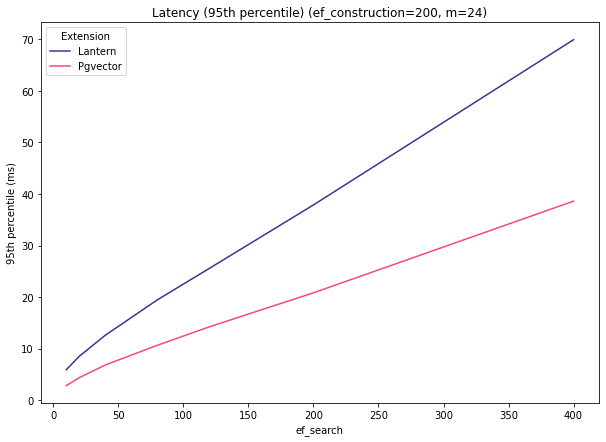 Latency (95th percentile) (ef_construction=200, m=24)
Extension
Lantern
Pgvector
95th percentile (ms)
70
60
50
40
30
20
10
0
0 50 100 150 200 250 300 350 400
ef_search